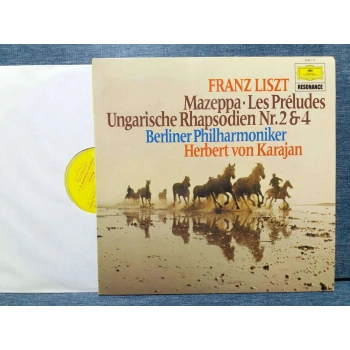 RESONANCE
FRANZ LISZT
Mazeppa · Les Préludes
Ungarische Rhapsodien Nr. 2 & 4
Berliner Philharmoniker
Herbert von Karajan